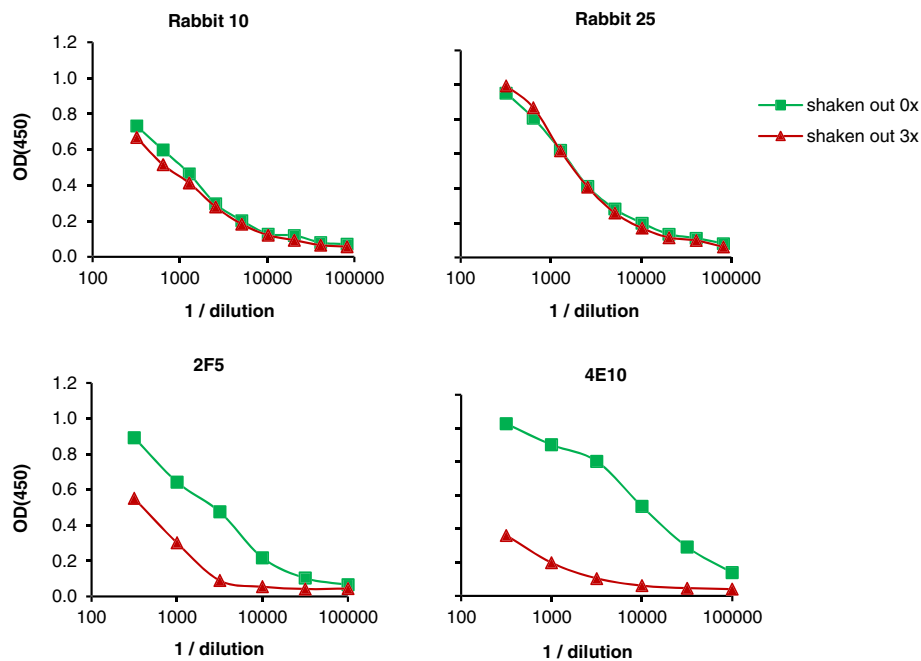 Rabbit 10
Rabbit 25
OD(450)
1.2
1.0
0.8
0.6
0.4
0.2
0.0
100
1000
10000
100000
1 / dilution
100
1000
10000
100000
1 / dilution
shaken out 0x
shaken out 3x
2F5
4E10
OD(450)
1.2
1.0
0.8
0.6
0.4
0.2
0.0
100
1000
10000
100000
1 / dilution
100
1000
10000
100000
1 / dilution